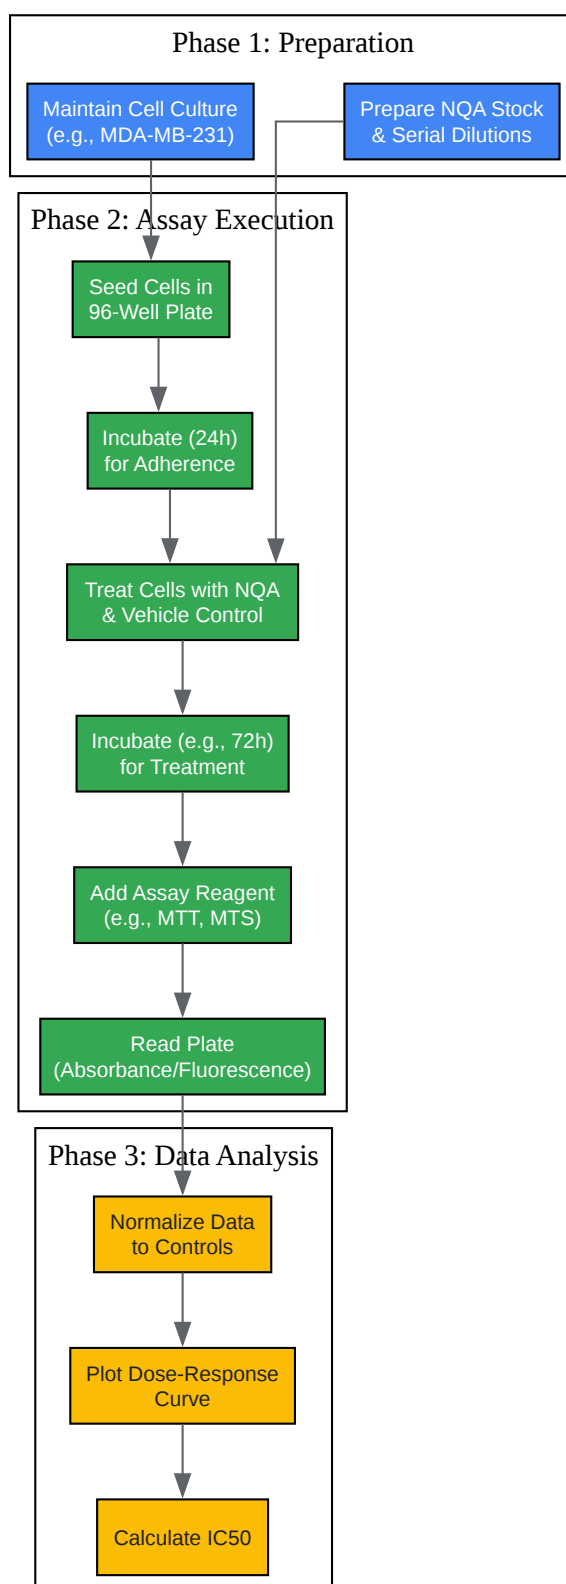 Phase 1: Preparation
Maintain Cell Culture
(e.g., MDA-MB-231)
Prepare NQA Stock
& Serial Dilutions
Phase 2: Assay Execution
Seed Cells in
96-Well Plate
Incubate (24h)
for Adherence
Treat Cells with NQA
& Vehicle Control
Incubate (e.g., 72h)
for Treatment
Add Assay Reagent
(e.g., MTT, MTS)
Read Plate
(Absorbance/Fluorescence)
Phase 3: Data Analysis
Normalize Data
to Controls
Plot Dose-Response
Curve
Calculate IC50